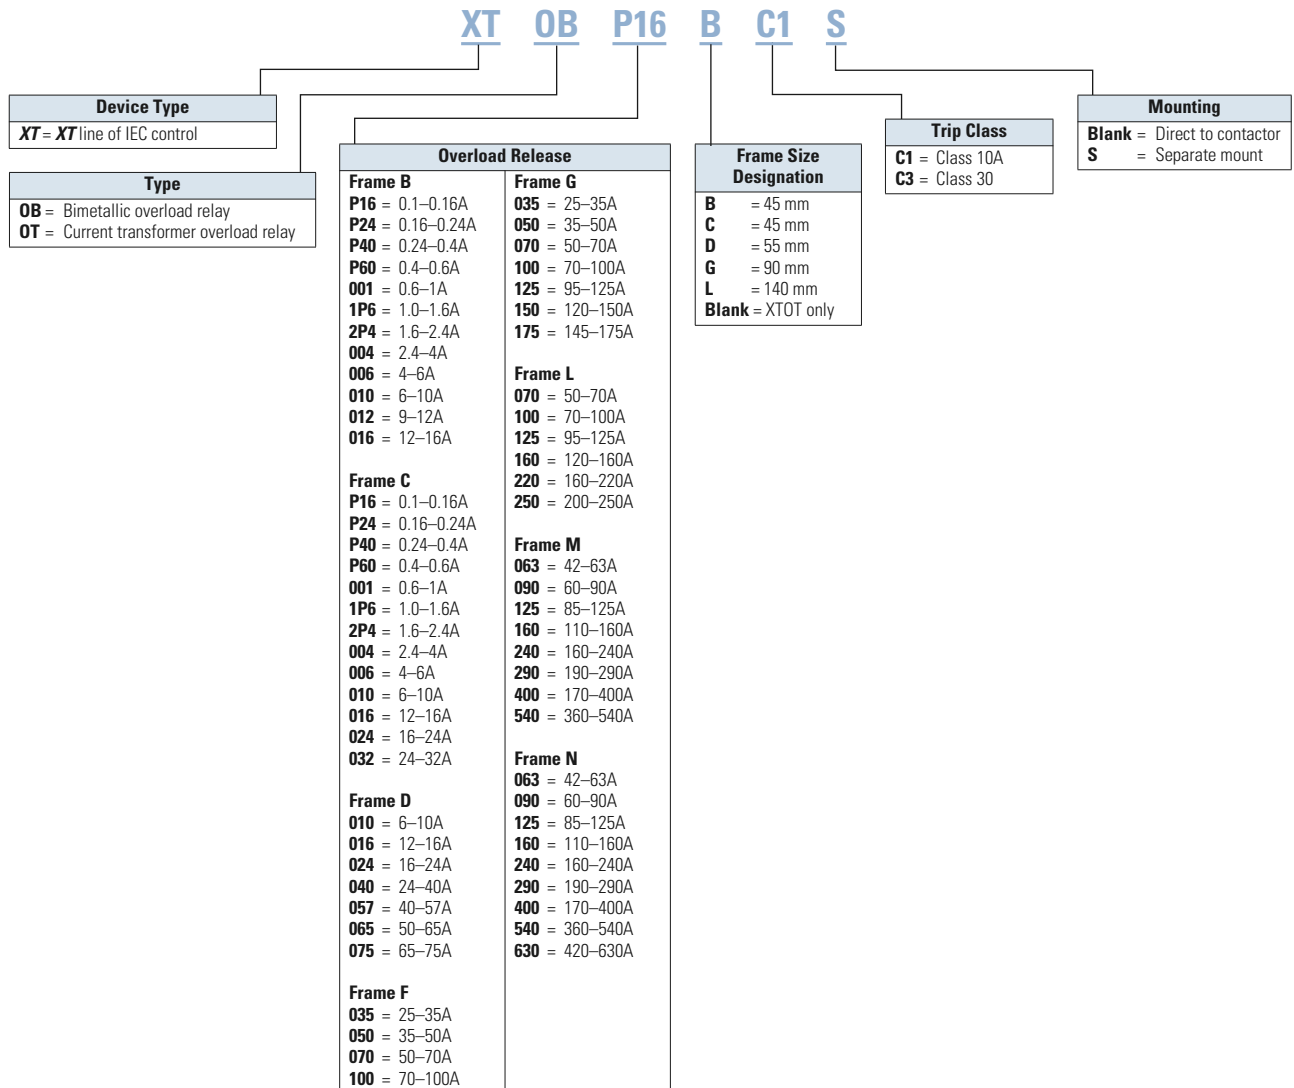 XT OB P16 B C1 S
Device Type
XT = XT line of IEC control
Type
OB = Bimetallic overload relay
OT = Current transformer overload relay
Overload Release
Frame B
P16 = 0.1–0.16A
P24 = 0.16–0.24A
P40 = 0.24–0.4A
P60 = 0.4–0.6A
001 = 0.6–1A
1P6 = 1.0–1.6A
2P4 = 1.6–2.4A
004 = 2.4–4A
006 = 4–6A
010 = 6–10A
012 = 9–12A
016 = 12–16A
Frame C
P16 = 0.1–0.16A
P24 = 0.16–0.24A
P40 = 0.24–0.4A
P60 = 0.4–0.6A
001 = 0.6–1A
1P6 = 1.0–1.6A
2P4 = 1.6–2.4A
004 = 2.4–4A
006 = 4–6A
010 = 6–10A
016 = 12–16A
024 = 16–24A
032 = 24–32A
Frame D
010 = 6–10A
016 = 12–16A
024 = 16–24A
040 = 24–40A
057 = 40–57A
065 = 50–65A
075 = 65–75A
Frame F
035 = 25–35A
050 = 35–50A
070 = 50–70A
100 = 70–100A
Frame G
035 = 25–35A
050 = 35–50A
070 = 50–70A
100 = 70–100A
125 = 95–125A
150 = 120–150A
175 = 145–175A
Frame L
070 = 50–70A
100 = 70–100A
125 = 95–125A
160 = 120–160A
220 = 160–220A
250 = 200–250A
Frame M
063 = 42–63A
090 = 60–90A
125 = 85–125A
160 = 110–160A
240 = 160–240A
290 = 190–290A
400 = 170–400A
540 = 360–540A
Frame N
063 = 42–63A
090 = 60–90A
125 = 85–125A
160 = 110–160A
240 = 160–240A
290 = 190–290A
400 = 170–400A
540 = 360–540A
630 = 420–630A
Frame Size
Designation
B = 45 mm
C = 45 mm
D = 55 mm
G = 90 mm
L = 140 mm
Blank = XTOT only
Trip Class
C1 = Class 10A
C3 = Class 30
Mounting
Blank = Direct to contactor
S = Separate mount